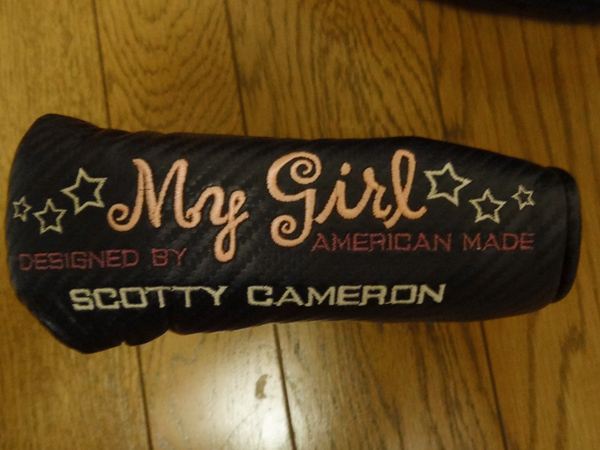 My Girl
DESIGNED BY AMERICAN MADE
SCOTTY CAMERON